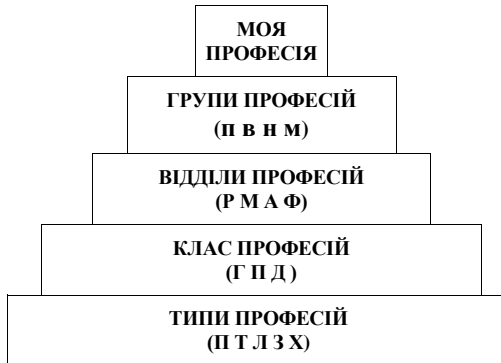 МОЯ
ПРОФЕСІЯ
ГРУПИ ПРОФЕСІЙ
(п в н м)
ВІДДІЛИ ПРОФЕСІЙ
(Р М А Ф)
КЛАС ПРОФЕСІЙ
(Г П Д )
ТИПИ ПРОФЕСІЙ
(П Т Л З Х)